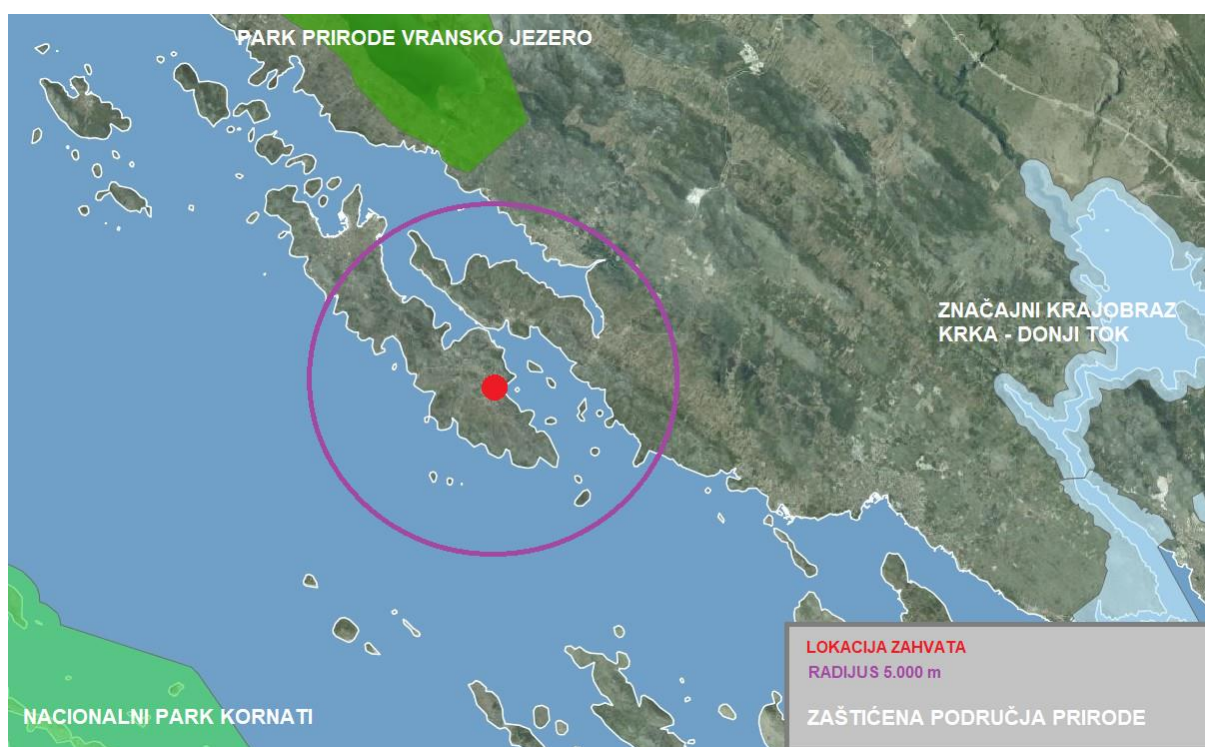 PARK PRIRODE VRANSKO JEZERO
ZNAČAJNI KRAJOBRAZ
KRKA - DONJI TOK
LOKACIJA ZAHVATA
RADIJUS 5.000 m
NACIONALNI PARK KORNATI
ZAŠTIĆENA PODRUČJA PRIRODE